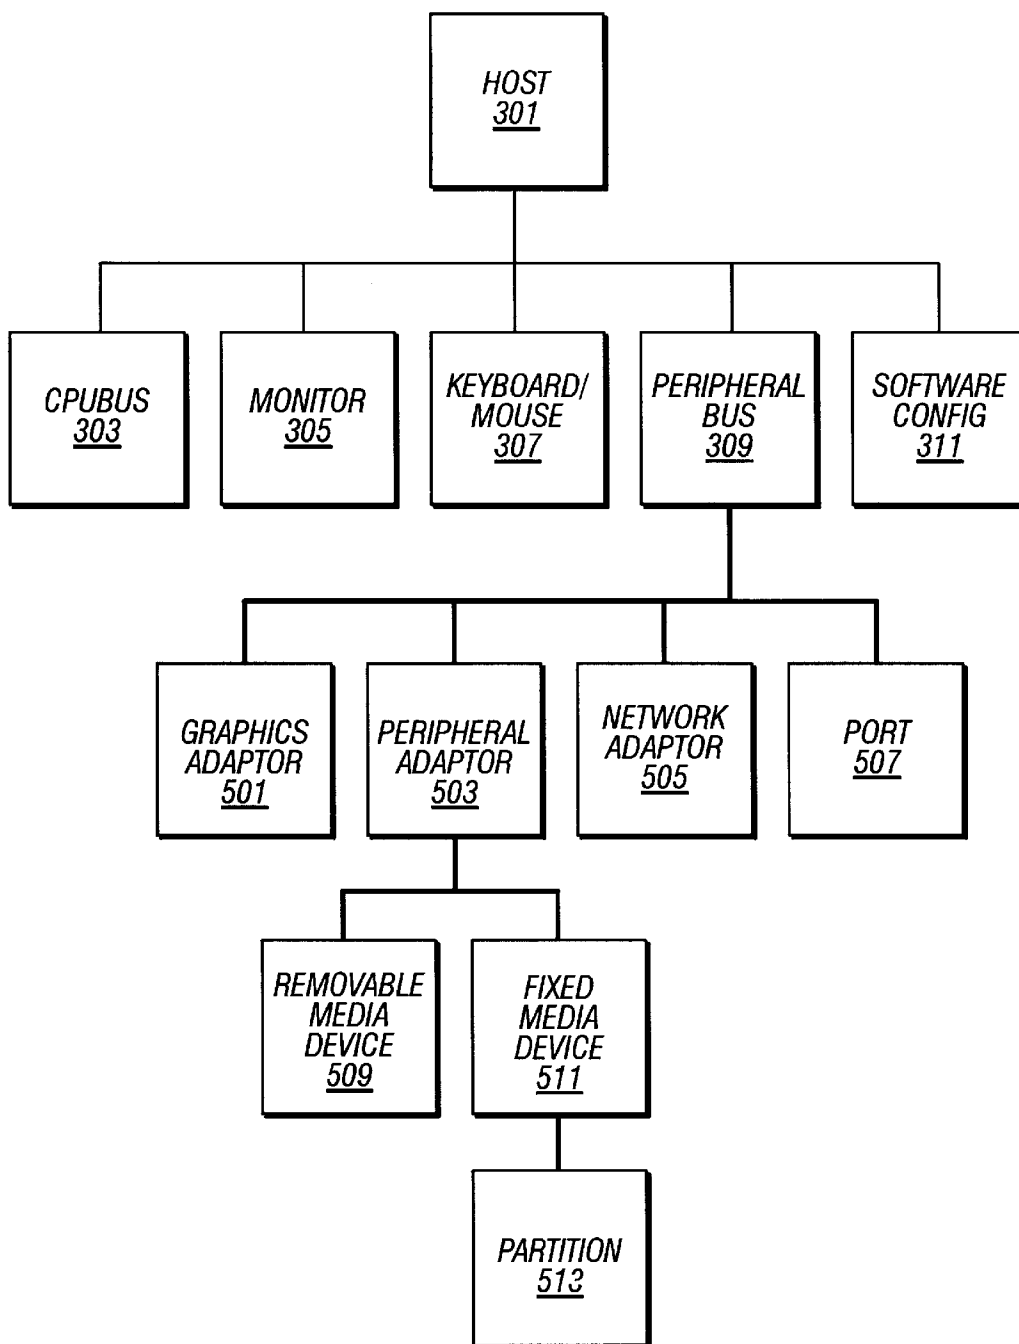 HOST
301
CPUBUS
303
MONITOR
305
KEYBOARD/
MOUSE
307
PERIPHERAL
BUS
309
SOFTWARE
CONFIG
311
GRAPHICS
ADAPTOR
501
PERIPHERAL
ADAPTOR
503
NETWORK
ADAPTOR
505
PORT
507
REMOVABLE
MEDIA
DEVICE
509
FIXED
MEDIA
DEVICE
511
PARTITION
513